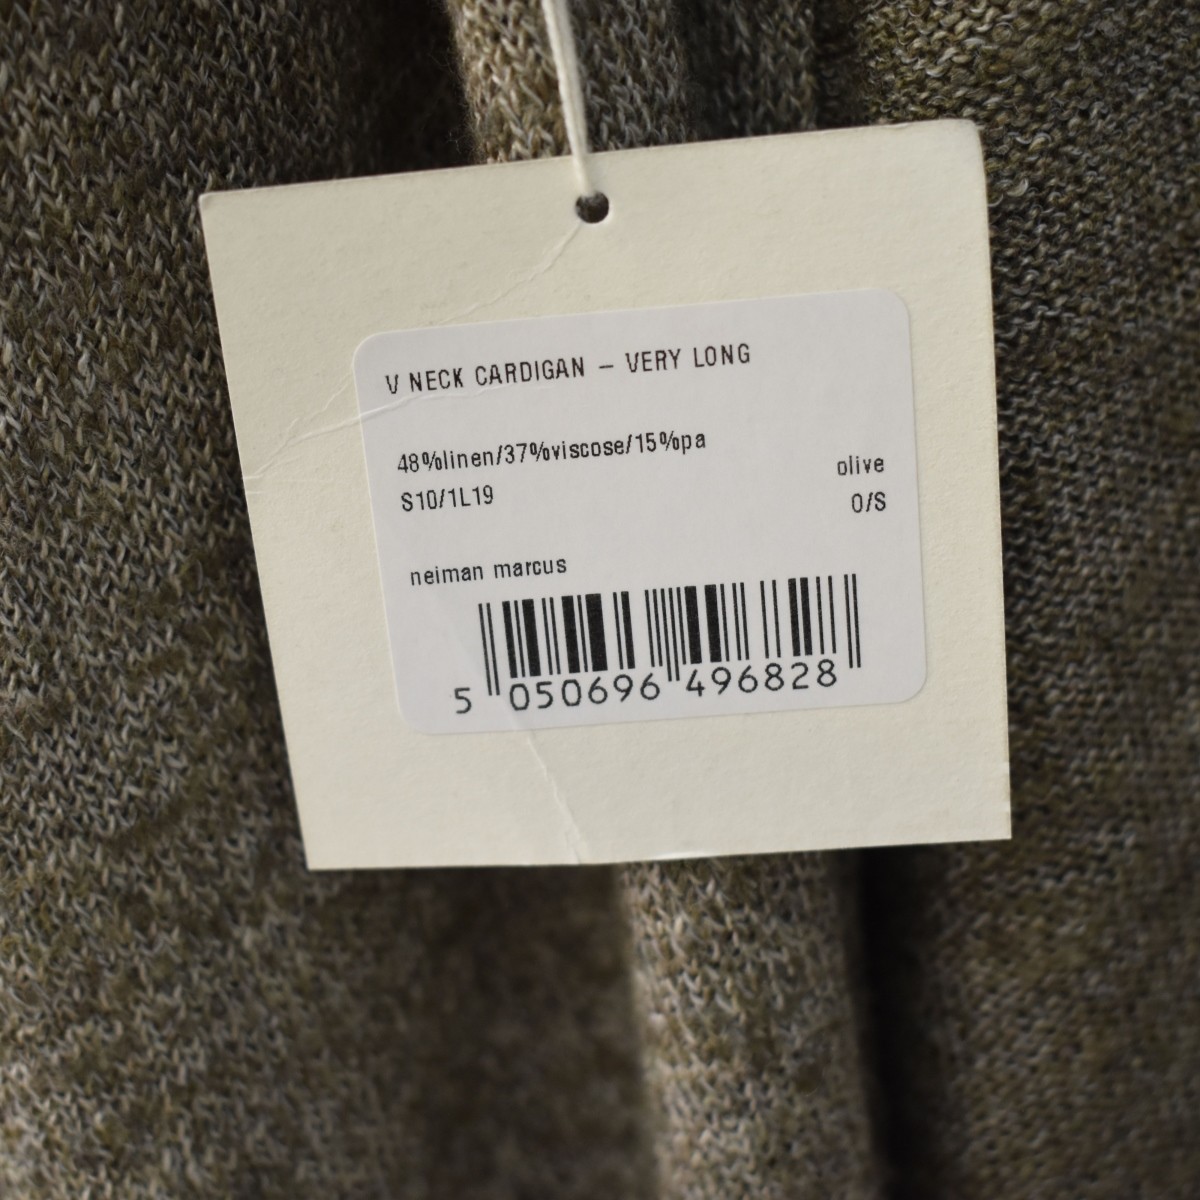 V NECK CARDIGAN – VERY LONG
48%linen/37%viscose/15%pa
olive
S10/1L19
O/S
neiman marcus
5 050696 496828